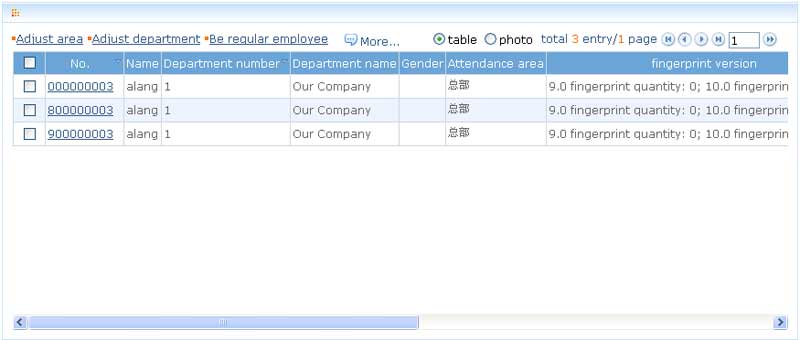 Adjust area Adjust department Be regular employee More... table photo total 3 entry/1 page 1
No. Name Department number Department name Gender Attendance area fingerprint version
000000003 alang 1 Our Company 总部 9.0 fingerprint quantity: 0; 10.0 fingerprin
800000003 alang 1 Our Company 总部 9.0 fingerprint quantity: 0; 10.0 fingerprin
900000003 alang 1 Our Company 总部 9.0 fingerprint quantity: 0; 10.0 fingerprin